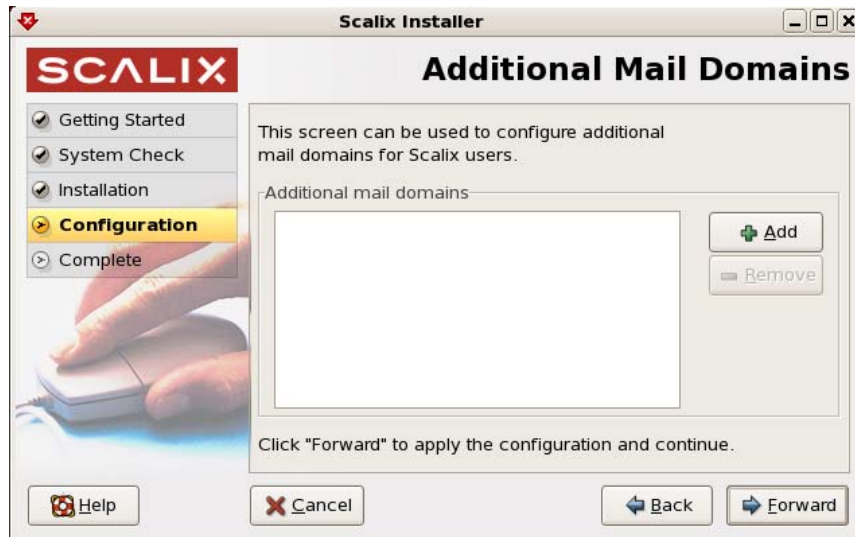 Scalix Installer
SCALIX
Additional Mail Domains
Getting Started
System Check
Installation
Configuration
Complete
This screen can be used to configure additional
mail domains for Scalix users.
Additional mail domains
Add
Remove
Click "Forward" to apply the configuration and continue.
Help
Cancel
Back
Forward